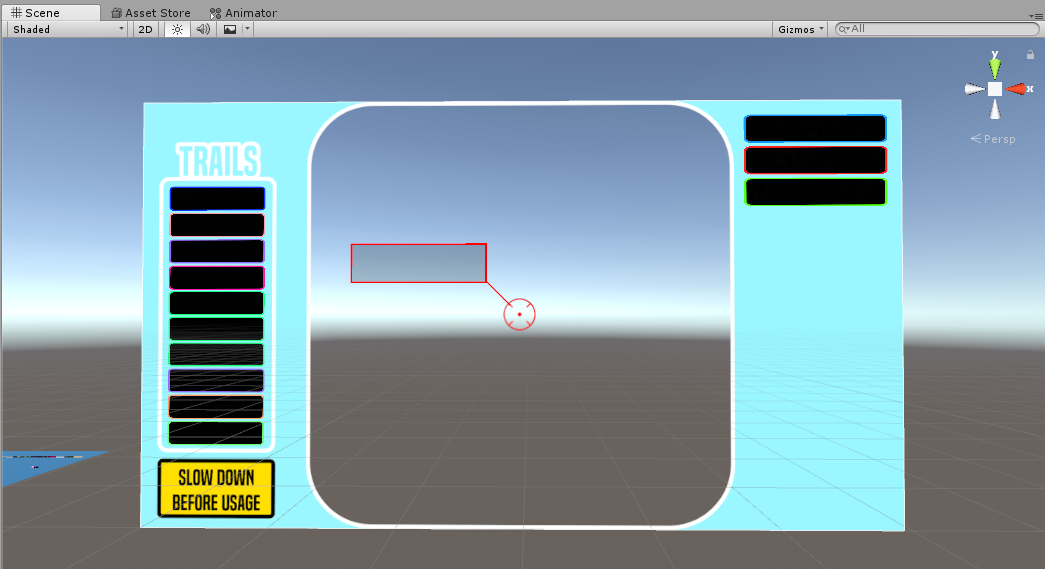 Scene
Asset Store
Animator
Shaded
2D
Gizmos
All
y
x
Persp
TRAILS
SLOW DOWN
BEFORE USAGE